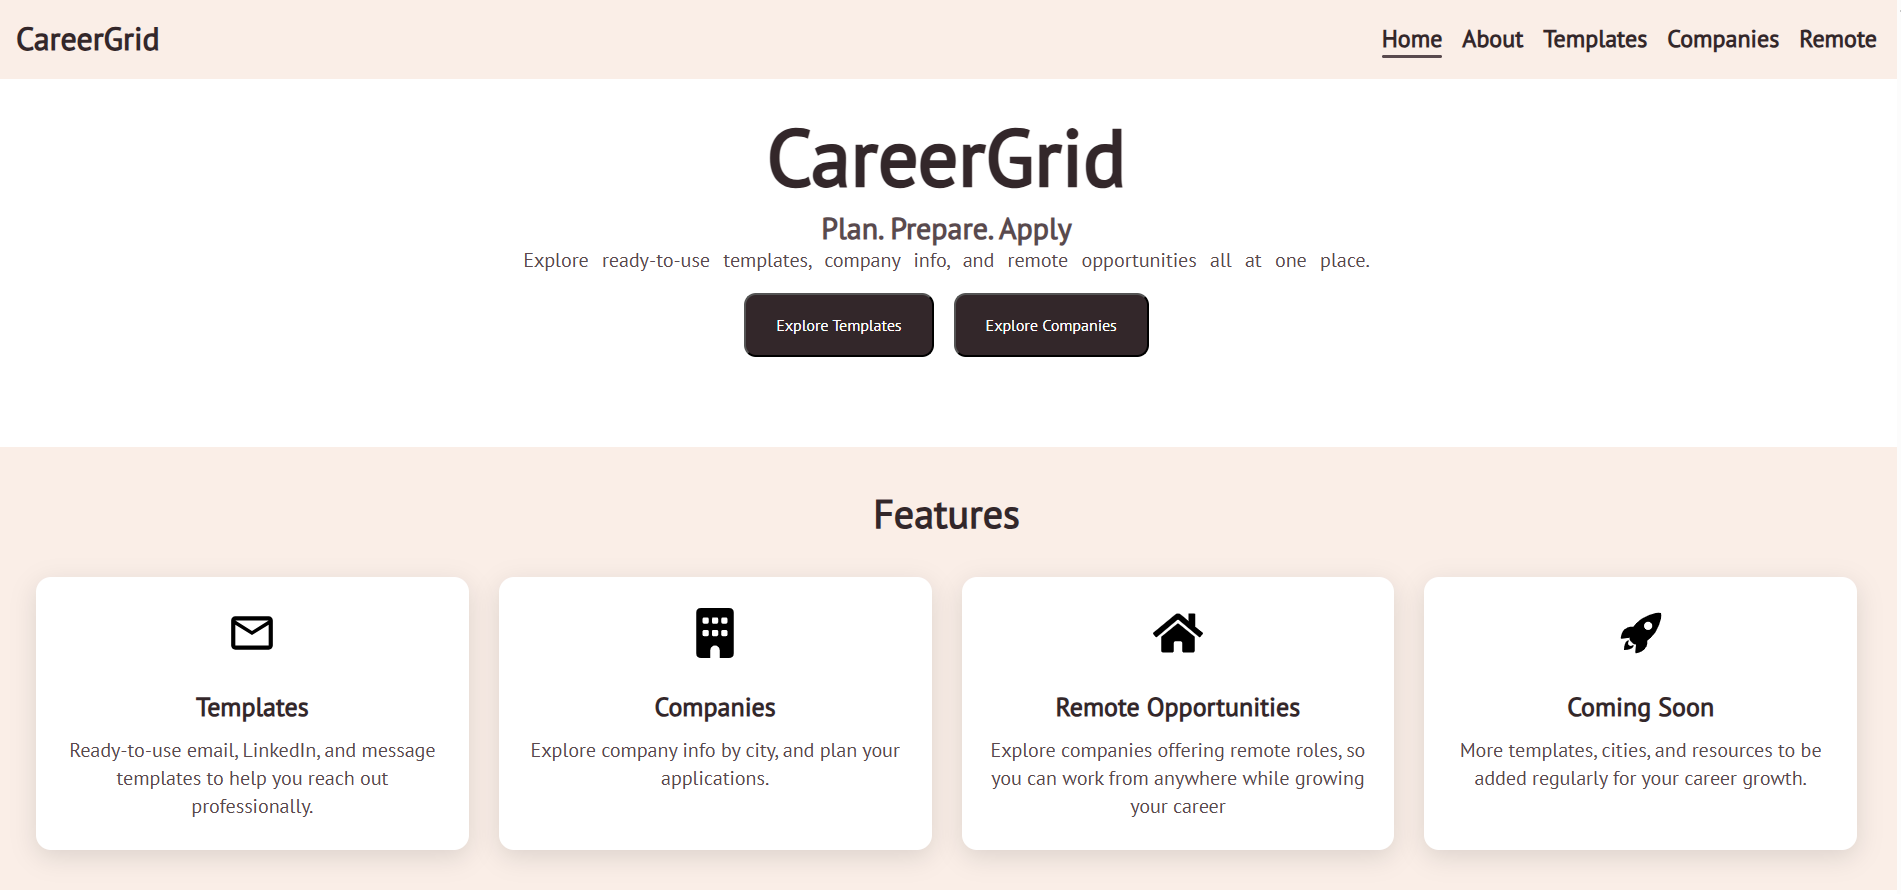 CareerGrid
Home About Templates Companies Remote
CareerGrid
Plan. Prepare. Apply
Explore ready-to-use templates, company info, and remote opportunities all at one place.
Explore Templates
Explore Companies
Features
Templates
Ready-to-use email, LinkedIn, and message
templates to help you reach out
professionally.
Companies
Explore company info by city, and plan your
applications.
Remote Opportunities
Explore companies offering remote roles, so
you can work from anywhere while growing
your career
Coming Soon
More templates, cities, and resources to be
added regularly for your career growth.